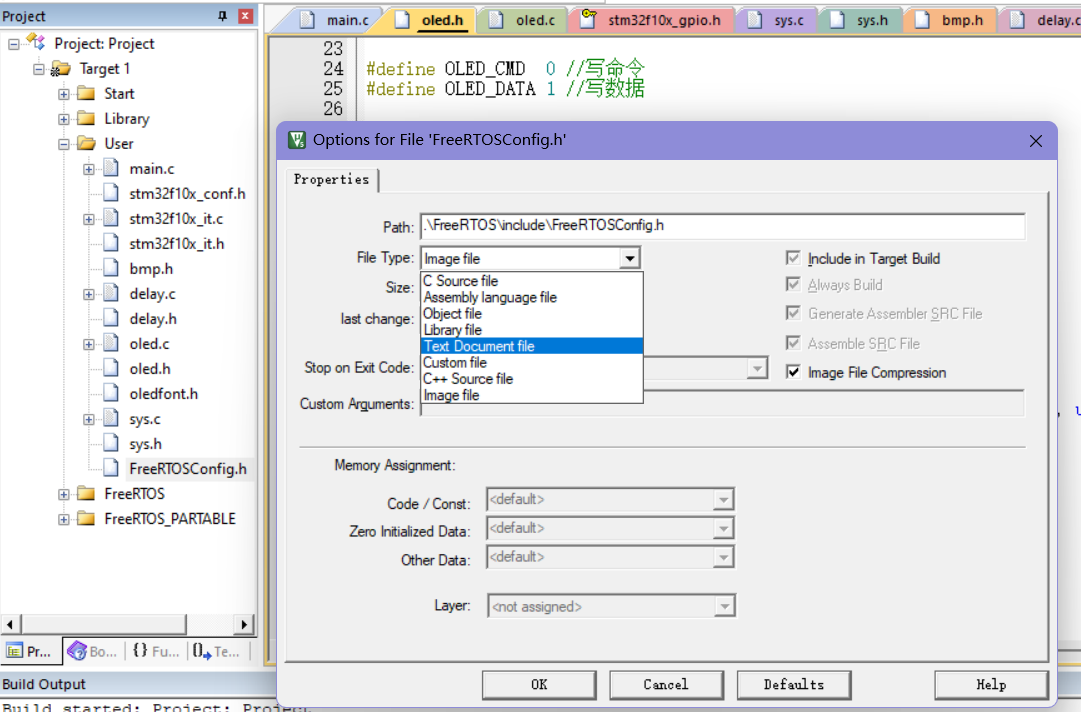 Project
Project: Project
Target 1
Start
Library
User
main.c
stm32f10x_conf.h
stm32f10x_it.c
stm32f10x_it.h
bmp.h
delay.c
delay.h
oled.c
oled.h
oledfont.h
sys.c
sys.h
FreeRTOSConfig.h
FreeRTOS
FreeRTOS_PARTABLE
Pr...
Bo...
{} Fu...
Te...
main.c
oled.h
oled.c
stm32f10x_gpio.h
sys.c
sys.h
bmp.h
delay.c
23
24 #define OLED_CMD 0 //写命令
25 #define OLED_DATA 1 //写数据
26
Options for File 'FreeRTOSConfig.h'
Properties
Path: .\FreeRTOS\include\FreeRTOSConfig.h
File Type: Image file
C Source file
Assembly language file
Object file
Library file
Text Document file
Custom file
C++ Source file
Image file
Size:
last change:
Stop on Exit Code:
Custom Arguments:
Include in Target Build
Always Build
Generate Assembler SRC File
Assemble SRC File
Image File Compression
Memory Assignment:
Code / Const: <default>
Zero Initialized Data: <default>
Other Data: <default>
Layer: <not assigned>
OK
Cancel
Defaults
Help
Build Output
Build started: Project: Project